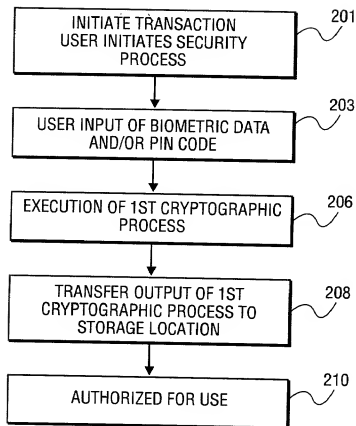 INITIATE TRANSACTION
USER INITIATES SECURITY
PROCESS
201
USER INPUT OF BIOMETRIC DATA
AND/OR PIN CODE
203
EXECUTION OF 1ST CRYPTOGRAPHIC
PROCESS
206
TRANSFER OUTPUT OF 1ST
CRYPTOGRAPHIC PROCESS TO
STORAGE LOCATION
208
AUTHORIZED FOR USE
210